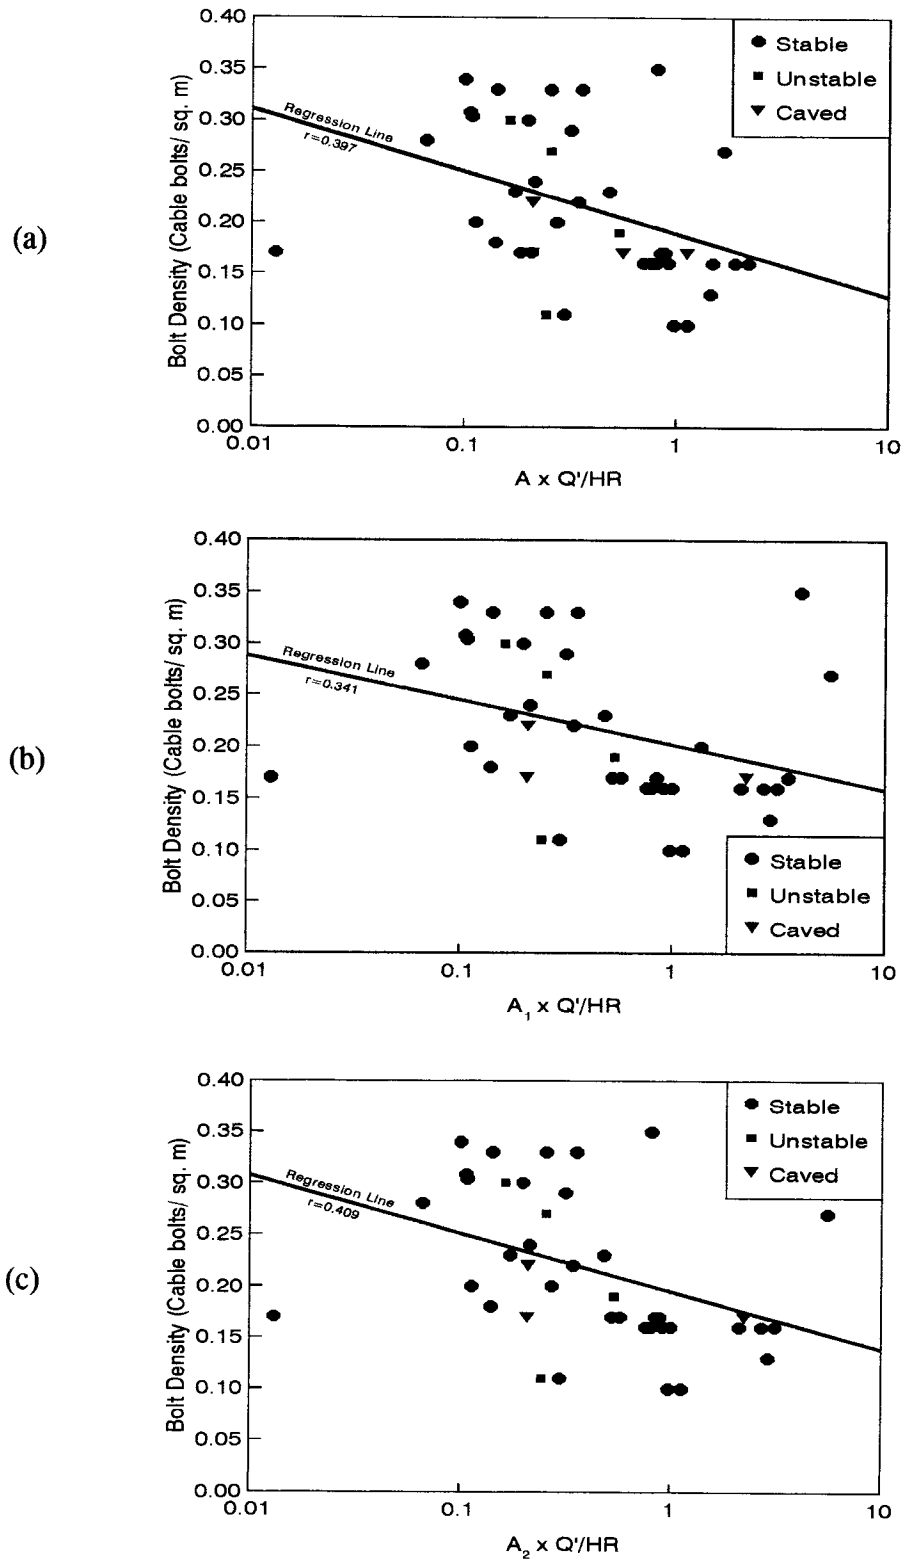 (a)
Bolt Density (Cable bolts/ sq. m)
0.40
0.35
0.30
0.25
0.20
0.15
0.10
0.05
0.00
0.01
0.1
1
10
A x Q'/HR
Regression Line
r=0.397
Stable
Unstable
Caved
(b)
Bolt Density (Cable bolts/ sq. m)
0.40
0.35
0.30
0.25
0.20
0.15
0.10
0.05
0.00
0.01
0.1
1
10
A1 x Q'/HR
Regression Line
r=0.341
Stable
Unstable
Caved
(c)
Bolt Density (Cable bolts/ sq. m)
0.40
0.35
0.30
0.25
0.20
0.15
0.10
0.05
0.00
0.01
0.1
1
10
A2 x Q'/HR
Regression Line
r=0.409
Stable
Unstable
Caved